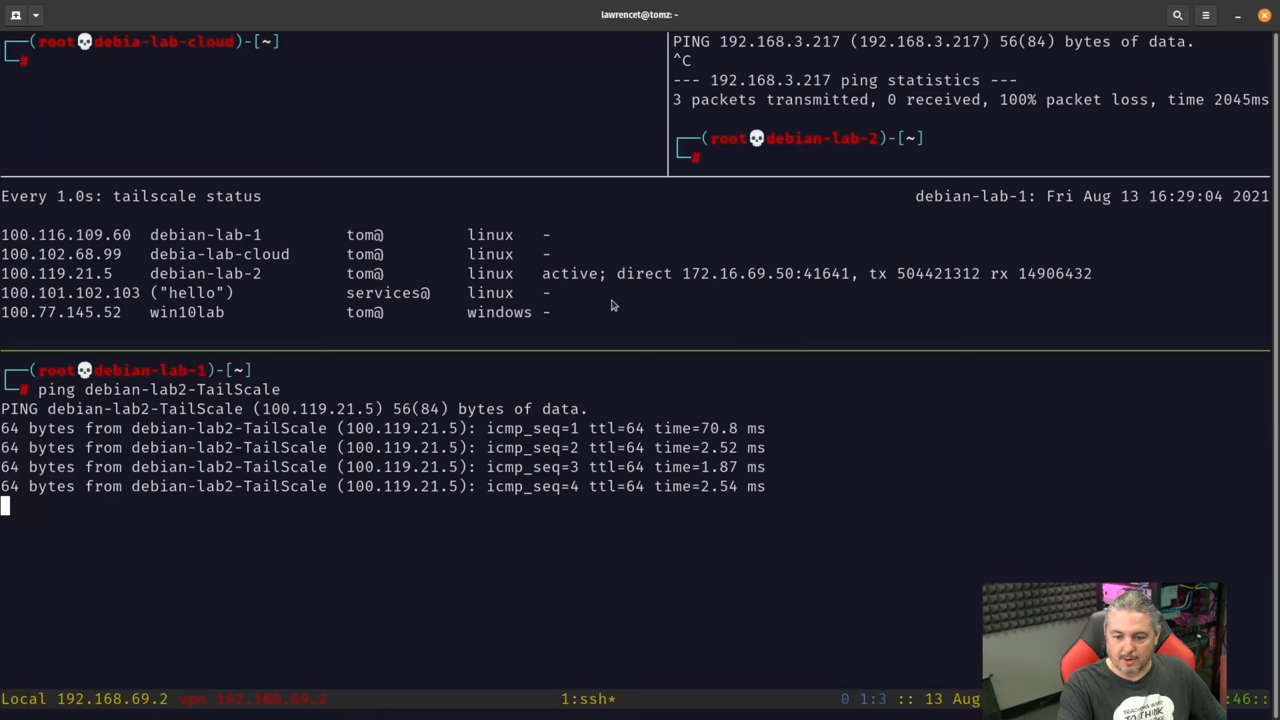 lawrencet@tomz: ~
┌──(root💀debia-lab-cloud)-[~]
└─#
PING 192.168.3.217 (192.168.3.217) 56(84) bytes of data.
^C
--- 192.168.3.217 ping statistics ---
3 packets transmitted, 0 received, 100% packet loss, time 2045ms
┌──(root💀debian-lab-2)-[~]
└─#
Every 1.0s: tailscale status debian-lab-1: Fri Aug 13 16:29:04 2021
100.116.109.60 debian-lab-1 tom@ linux -
100.102.68.99 debia-lab-cloud tom@ linux -
100.119.21.5 debian-lab-2 tom@ linux active; direct 172.16.69.50:41641, tx 504421312 rx 14906432
100.101.102.103 ("hello") services@ linux -
100.77.145.52 win10lab tom@ windows -
┌──(root💀debian-lab-1)-[~]
└─# ping debian-lab2-TailScale
PING debian-lab2-TailScale (100.119.21.5) 56(84) bytes of data.
64 bytes from debian-lab2-TailScale (100.119.21.5): icmp_seq=1 ttl=64 time=70.8 ms
64 bytes from debian-lab2-TailScale (100.119.21.5): icmp_seq=2 ttl=64 time=2.52 ms
64 bytes from debian-lab2-TailScale (100.119.21.5): icmp_seq=3 ttl=64 time=1.87 ms
64 bytes from debian-lab2-TailScale (100.119.21.5): icmp_seq=4 ttl=64 time=2.54 ms
Local 192.168.69.2 vpn 192.168.69.2 1:ssh* 0 1:3 :: 13 Aug :46::
TO THINK